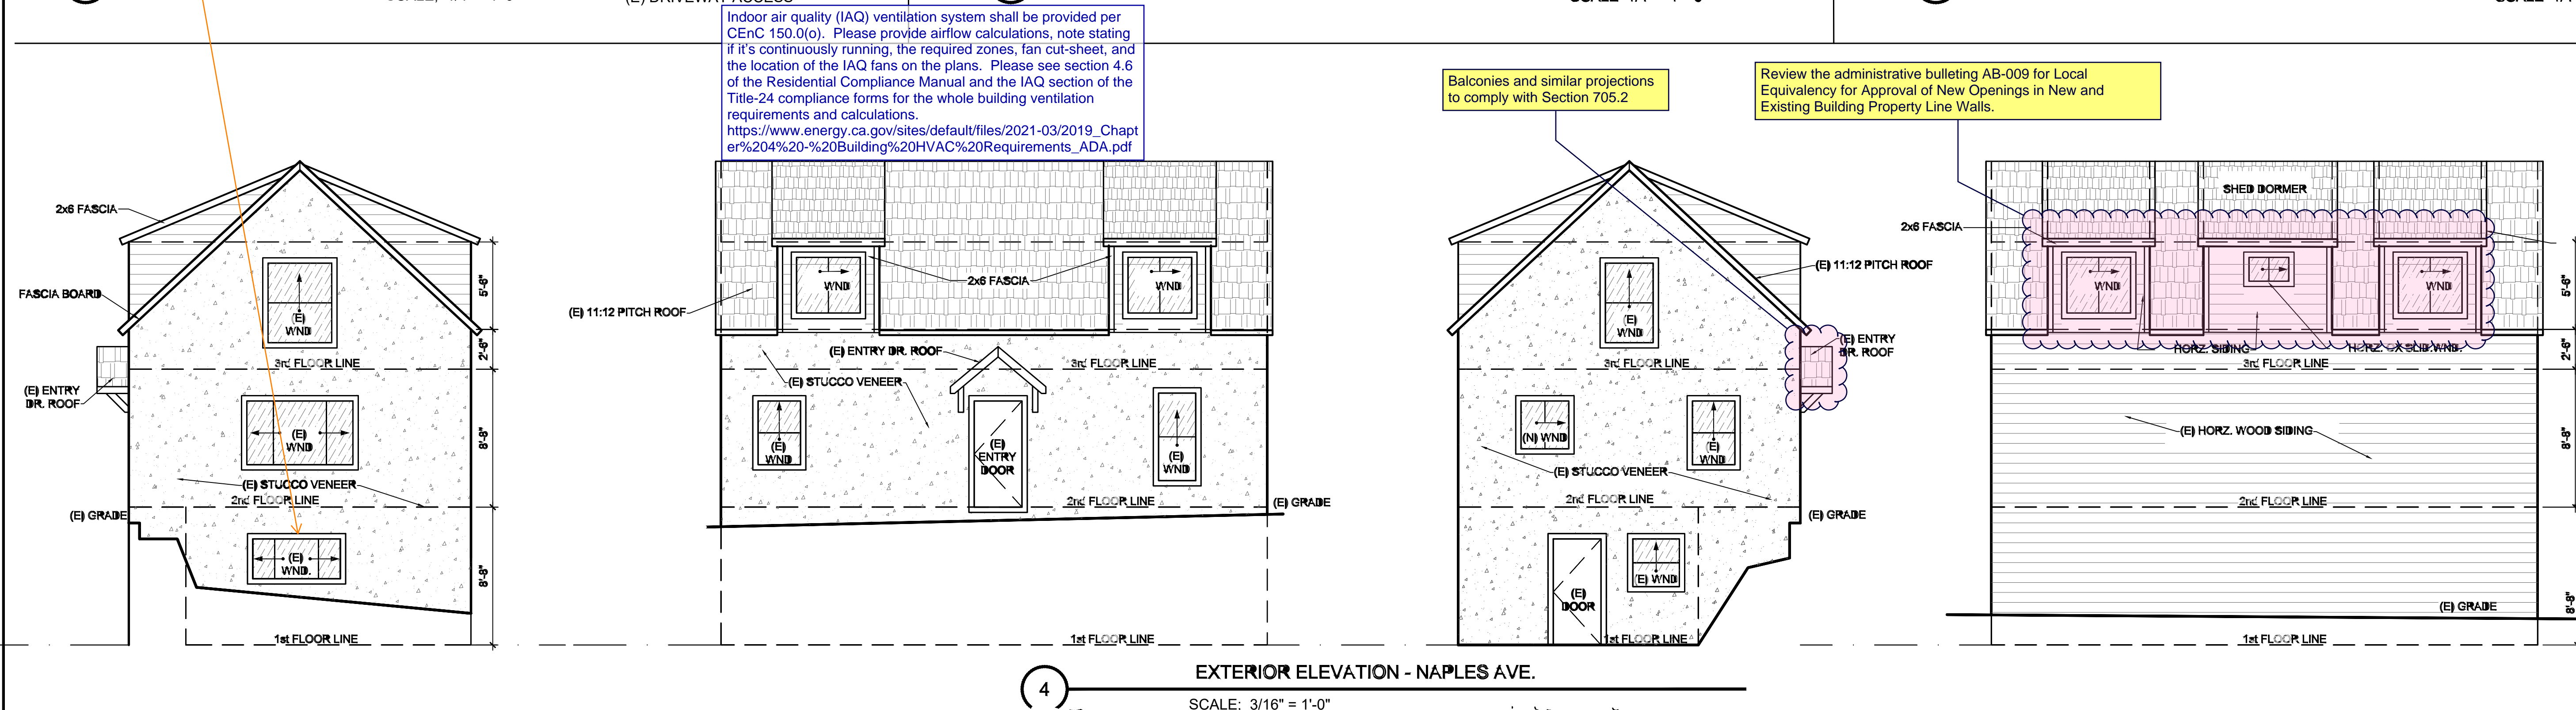 (E) DRIVEWAY ACCESS
Indoor air quality (IAQ) ventilation system shall be provided per
CEnC 150.0(o).  Please provide airflow calculations, note stating
if it's continuously running, the required zones, fan cut-sheet, and
the location of the IAQ fans on the plans.  Please see section 4.6
of the Residential Compliance Manual and the IAQ section of the
Title-24 compliance forms for the whole building ventilation
requirements and calculations.
https://www.energy.ca.gov/sites/default/files/2021-03/2019_Chapt
er%204%20-%20Building%20HVAC%20Requirements_ADA.pdf
Balconies and similar projections
to comply with Section 705.2
Review the administrative bulleting AB-009 for Local
Equivalency for Approval of New Openings in New and
Existing Building Property Line Walls.
2x6 FASCIA
FASCIA BOARD
(E)
WND
3rd FLOOR LINE
(E) ENTRY
DR. ROOF
(E)
WND
(E) STUCCO VENEER
2nd FLOOR LINE
(E) GRADE
(E)
WND.
1st FLOOR LINE
5'-6"
2'-6"
8'-8"
8'-8"
WND
2x6 FASCIA
WND
(E) 11:12 PITCH ROOF
(E) ENTRY DR. ROOF
3rd FLOOR LINE
(E) STUCCO VENEER
(E)
WND
(E)
ENTRY
DOOR
(E)
WND
2nd FLOOR LINE
(E) GRADE
1st FLOOR LINE
(E) 11:12 PITCH ROOF
(E)
WND
(E) ENTRY
DR. ROOF
3rd FLOOR LINE
(N) WND
(E)
WND
(E) STUCCO VENEER
2nd FLOOR LINE
(E) GRADE
(E) WND
(E)
DOOR
1st FLOOR LINE
SHED DORMER
2x6 FASCIA
WND
WND
HORZ. SIDING
3rd FLOOR LINE
(E) HORZ. WOOD SIDING
2nd FLOOR LINE
(E) GRADE
1st FLOOR LINE
5'-6"
2'-6"
8'-8"
8'-8"
4
EXTERIOR ELEVATION - NAPLES AVE.
SCALE:  3/16" = 1'-0"